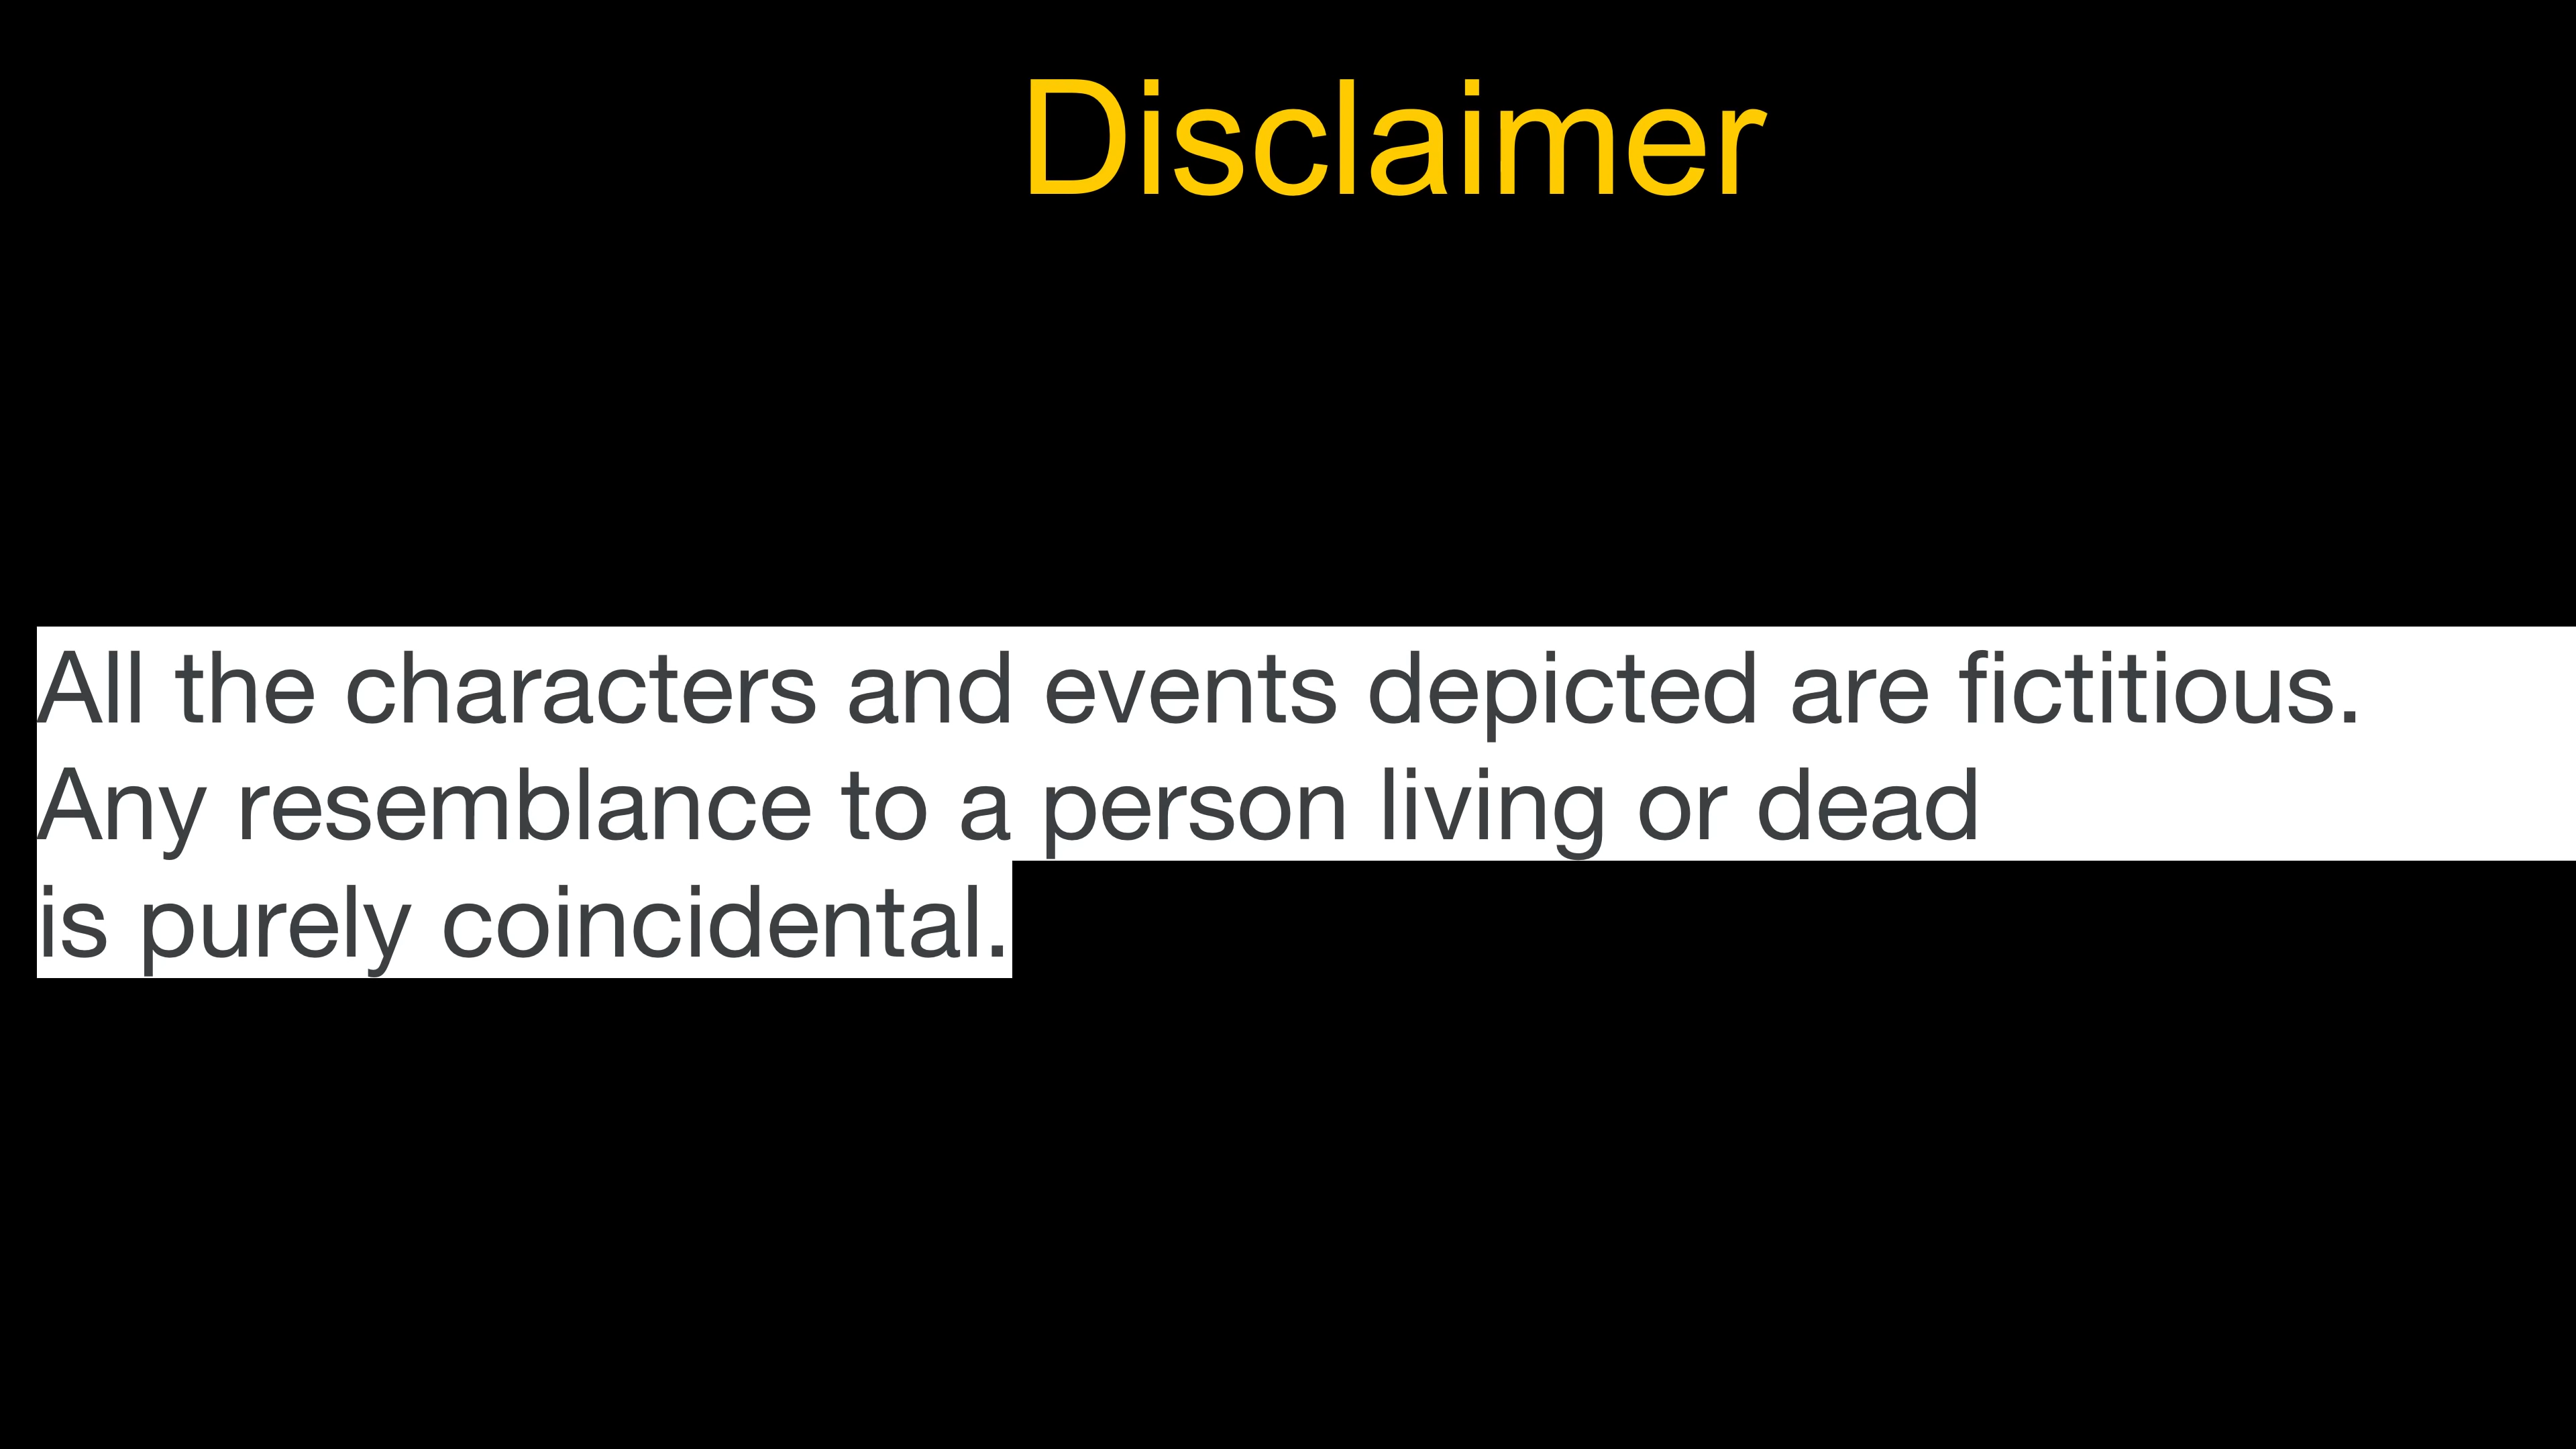 Disclaimer
All the characters and events depicted are fictitious.
Any resemblance to a person living or dead
is purely coincidental.